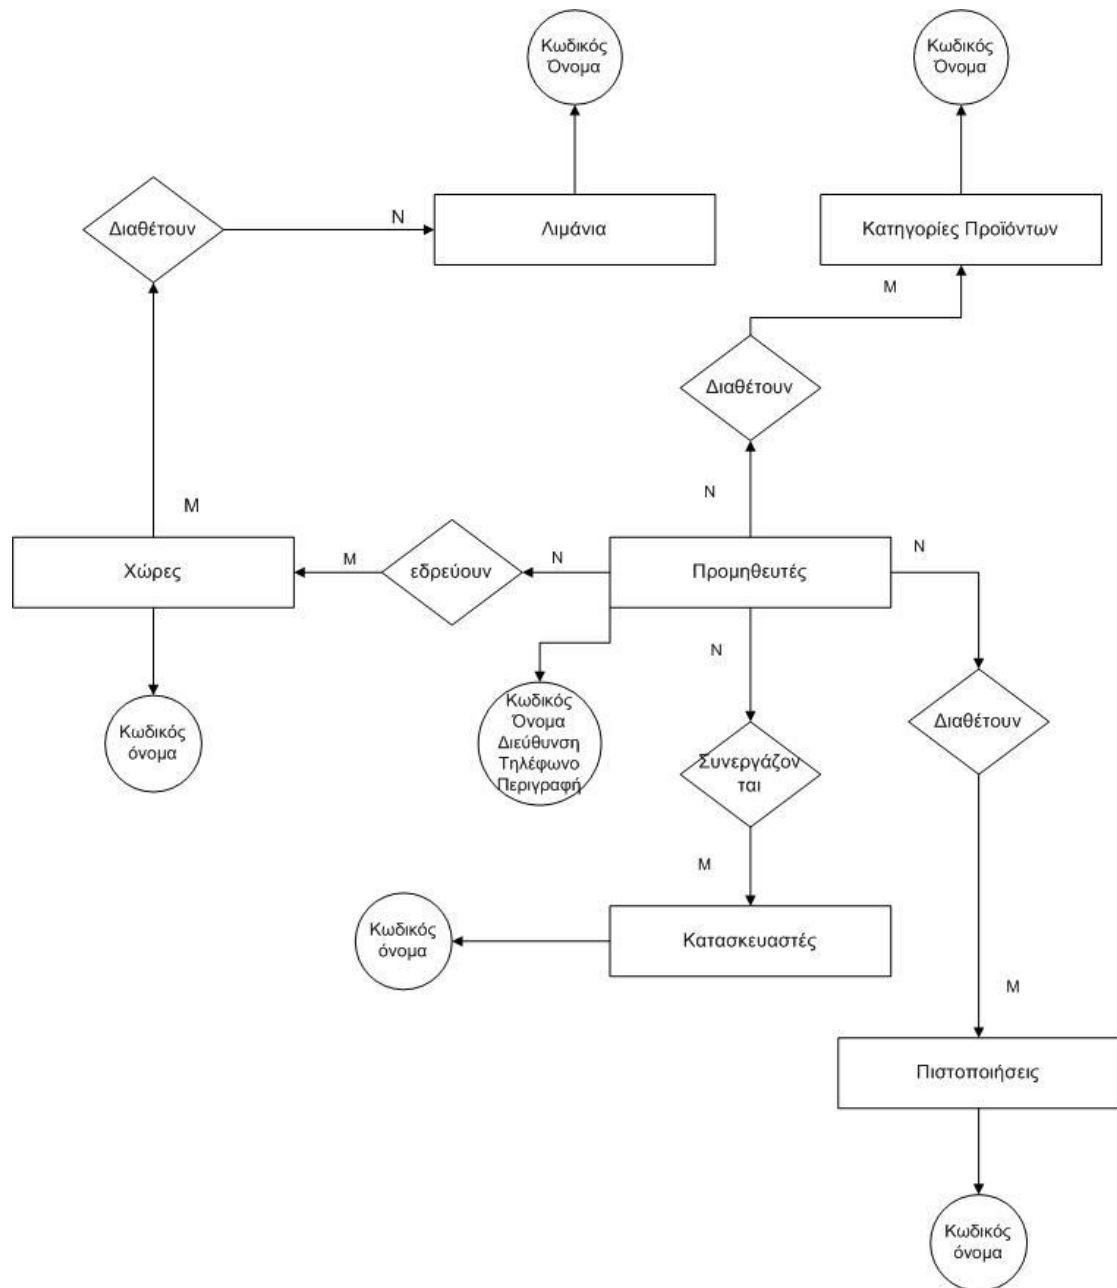 Κωδικός
Όνομα
Κωδικός
Όνομα
Διαθέτουν
N
Λιμάνια
Κατηγορίες Προϊόντων
M
Διαθέτουν
N
M
Χώρες
M
εδρεύουν
N
Προμηθευτές
N
N
Κωδικός
όνομα
Κωδικός
Όνομα
Διεύθυνση
Τηλέφωνο
Περιγραφή
Συνεργάζον
ται
Διαθέτουν
M
Κωδικός
όνομα
Κατασκευαστές
M
Πιστοποιήσεις
Κωδικός
όνομα